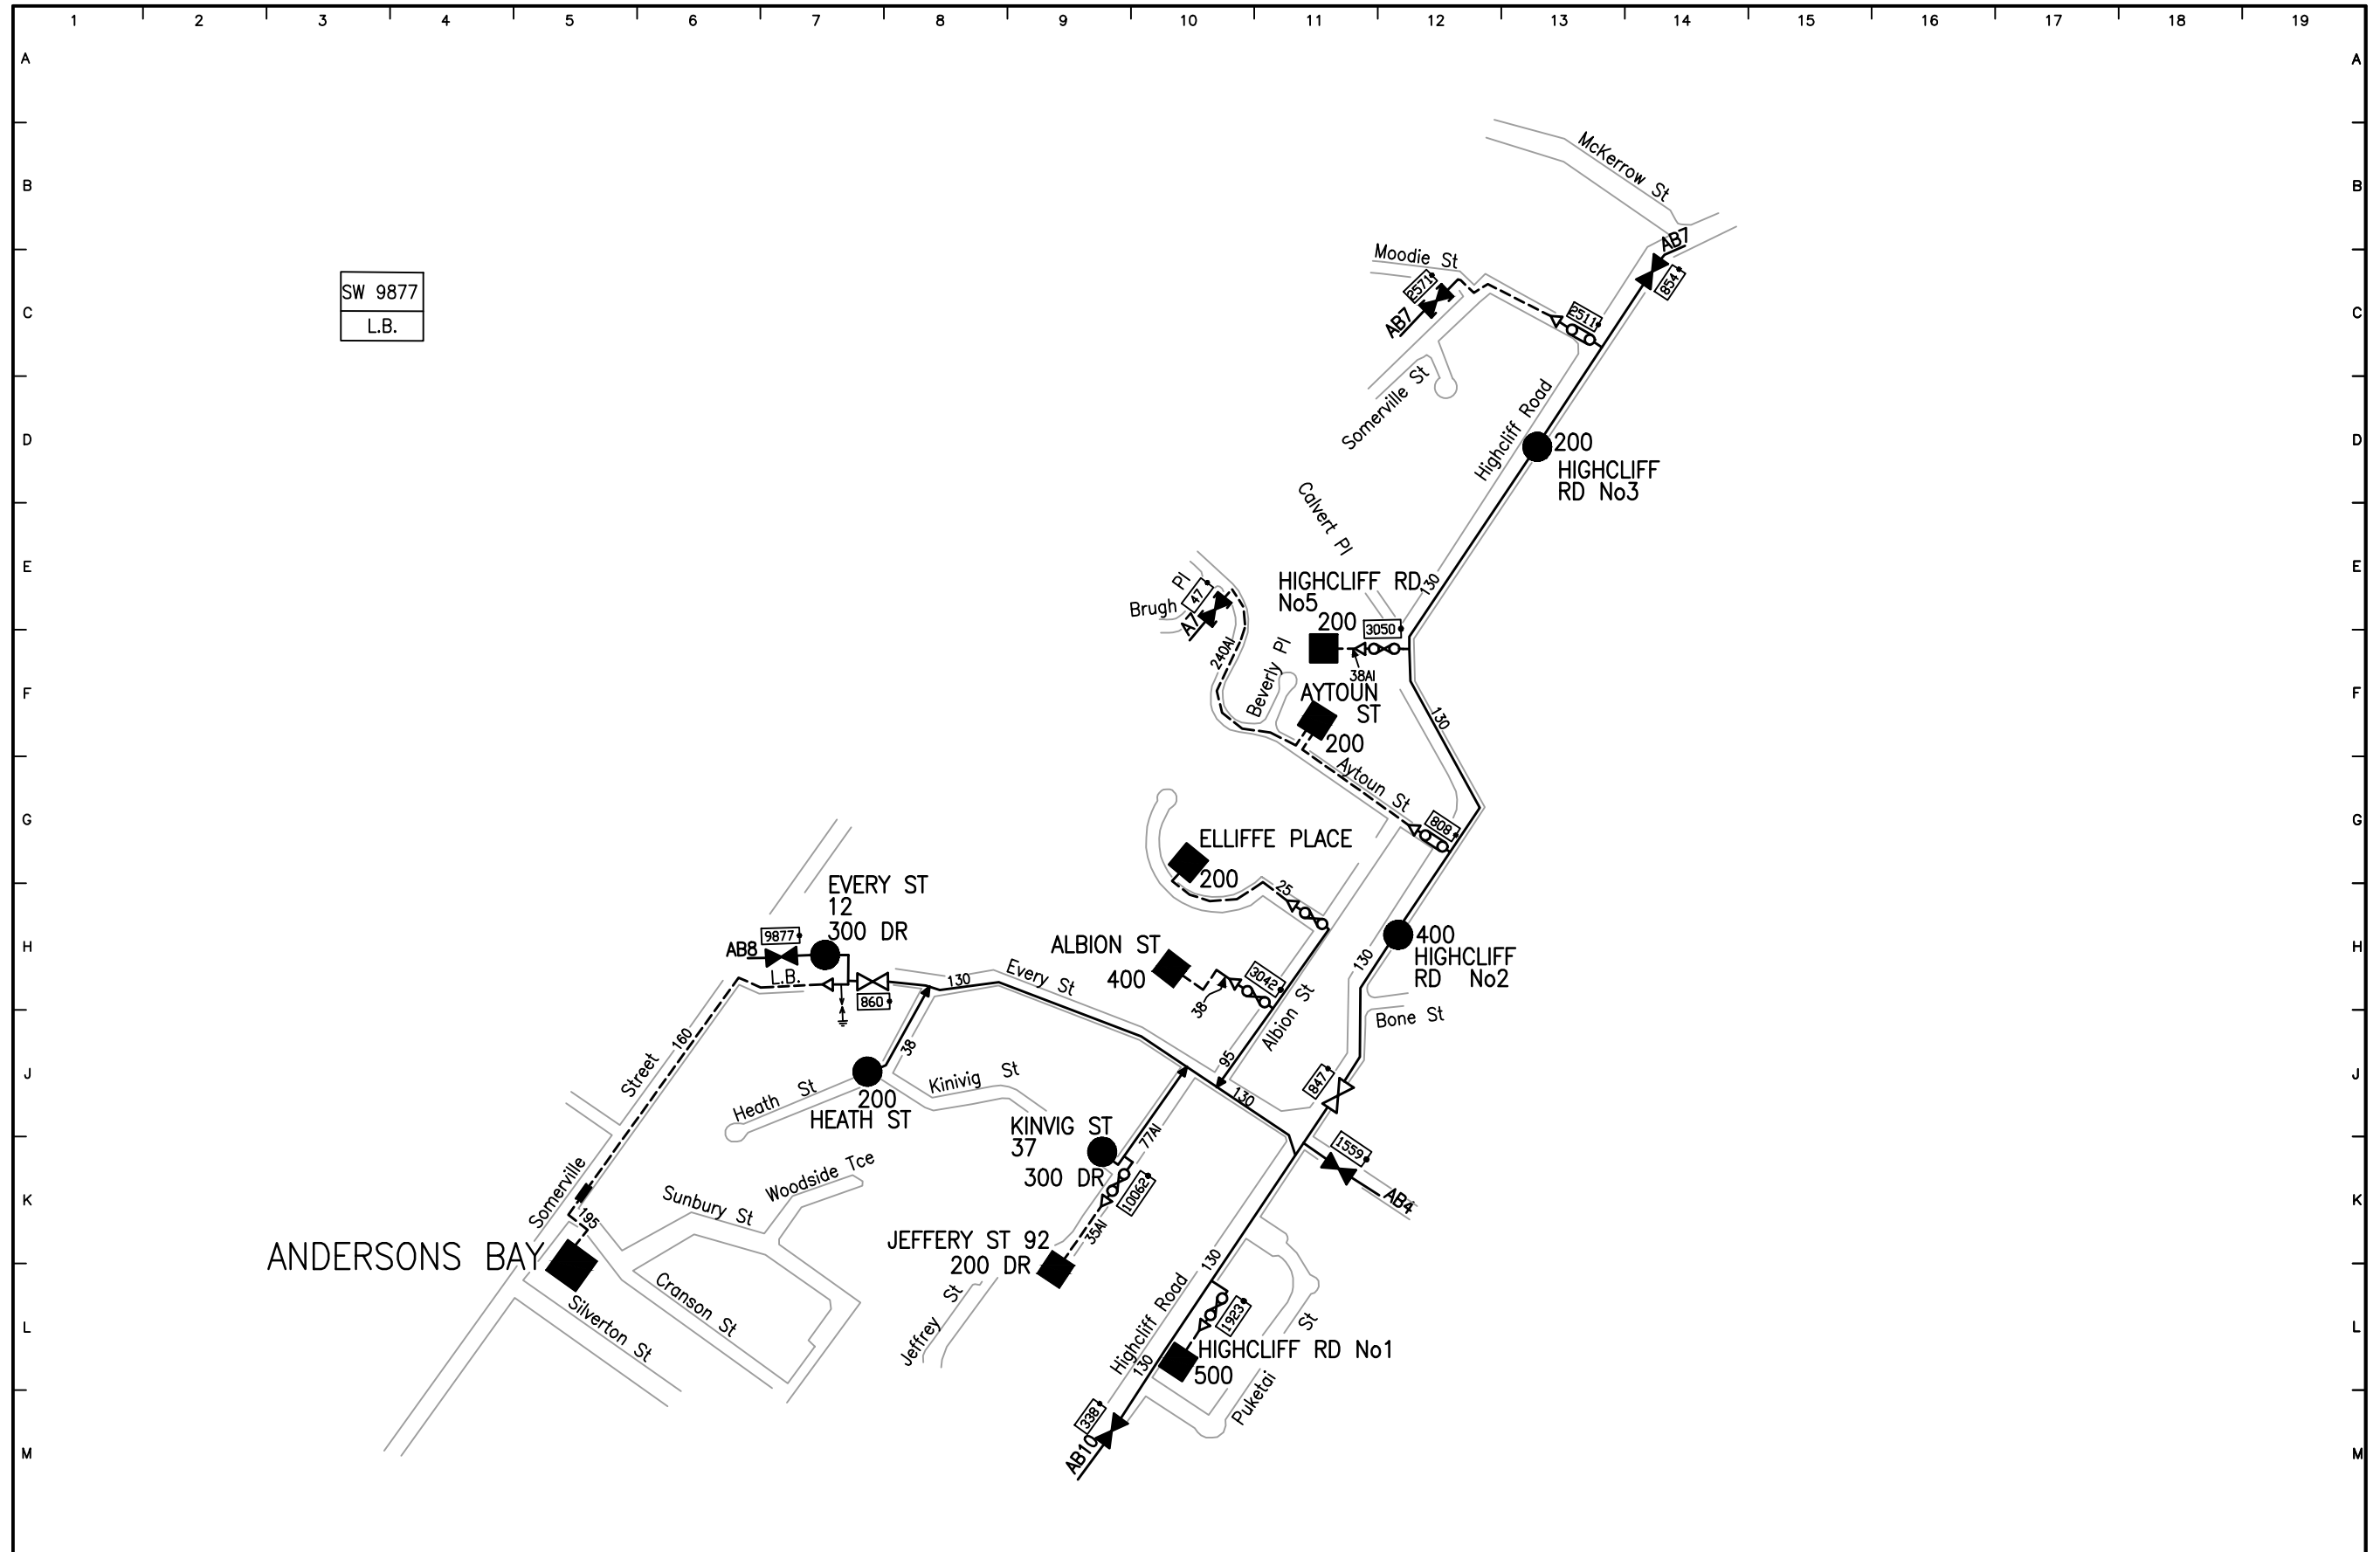 1 2 3 4 5 6 7 8 9 10 11 12 13 14 15 16 17 18 19
A A
McKerrow St
B B
AB7
Moodie St
854
2571
SW 9877
L.B.
C C
AB7
2511
Somerville St
Highcliff Road
D D
200
HIGHCLIFF
RD No3
Calvert Pl
E E
HIGHCLIFF RD
No5
130
Brugh Pl
47
A7
200
3050
240Al
Beverly Pl
38Al
F F
AYTOUN
ST
130
200
Aytoun St
G G
808
ELLIFFE PLACE
200
25
EVERY ST
12
300 DR
9877
AB8
L.B.
H H
ALBION ST
400
400
HIGHCLIFF
RD No2
130
Every St
130
3042
38
860
Albion St
Bone St
160
Street
38
95
J J
Kinivig St
847
Heath St
200
HEATH ST
130
KINVIG ST
37
300 DR
77Al
1559
Woodside Tce
10062
Sunbury St
K K
AB4
Somerville
195
35Al
JEFFERY ST 92
200 DR
ANDERSONS BAY
130
Cranson St
Silverton St
Jeffrey St
Highcliff Road
1923
L L
St
HIGHCLIFF RD No1
500
130
Puketai
338
AB10
M M